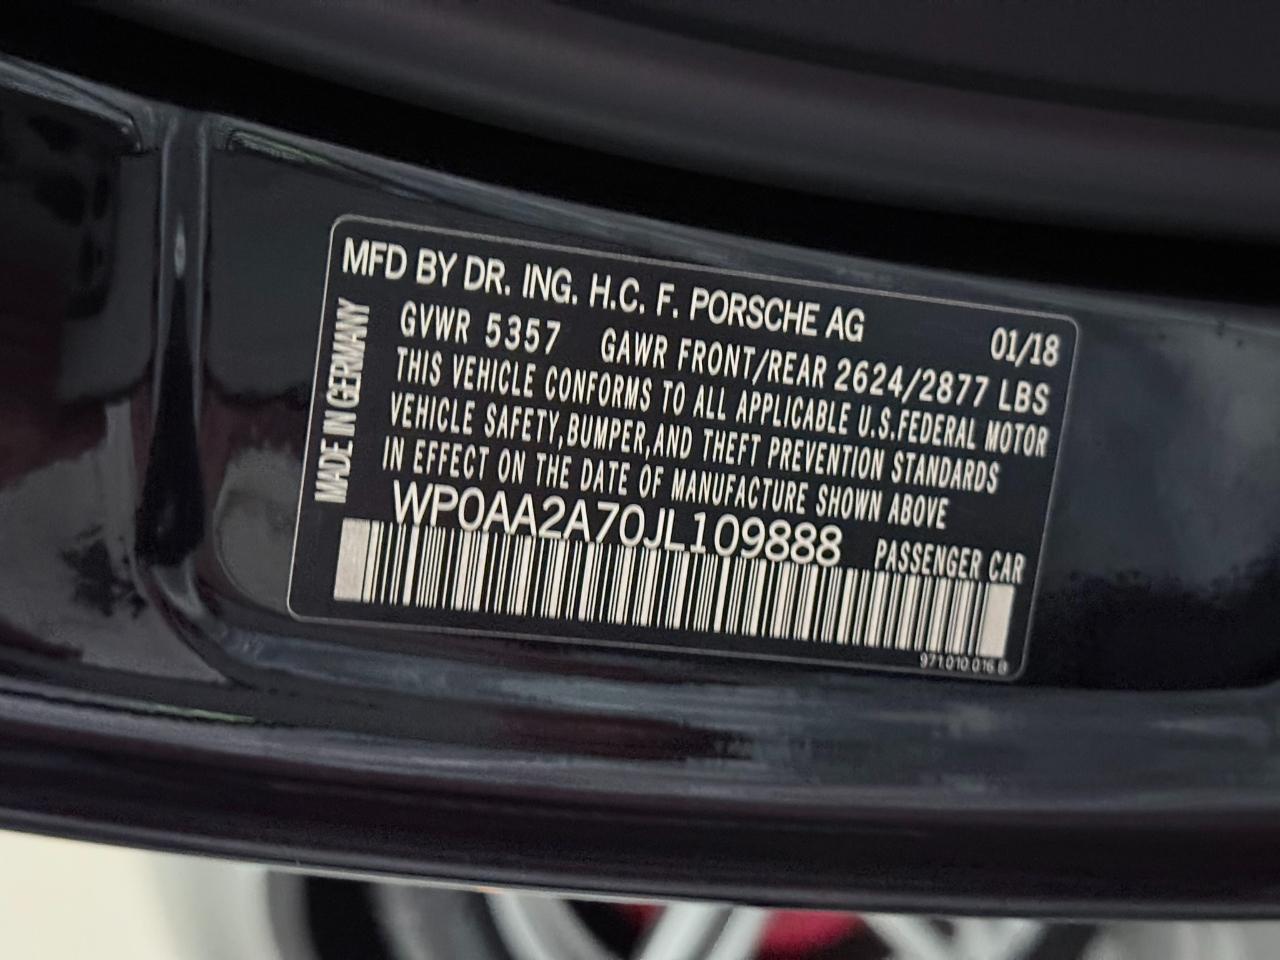 MFD BY DR. ING. H.C. F. PORSCHE AG 01/18
MADE IN GERMANY
GVWR 5357 GAWR FRONT/REAR 2624/2877 LBS
THIS VEHICLE CONFORMS TO ALL APPLICABLE U.S.FEDERAL MOTOR
VEHICLE SAFETY,BUMPER,AND THEFT PREVENTION STANDARDS
IN EFFECT ON THE DATE OF MANUFACTURE SHOWN ABOVE
WP0AA2A70JL109888 PASSENGER CAR
971.010.016 B